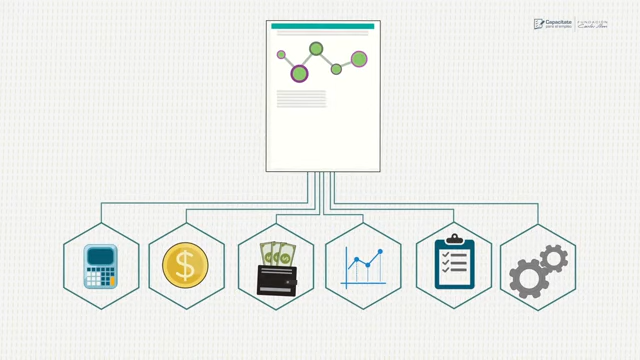 Capacítate
para el empleo
FUNDACIÓN
Carlos Slim
$